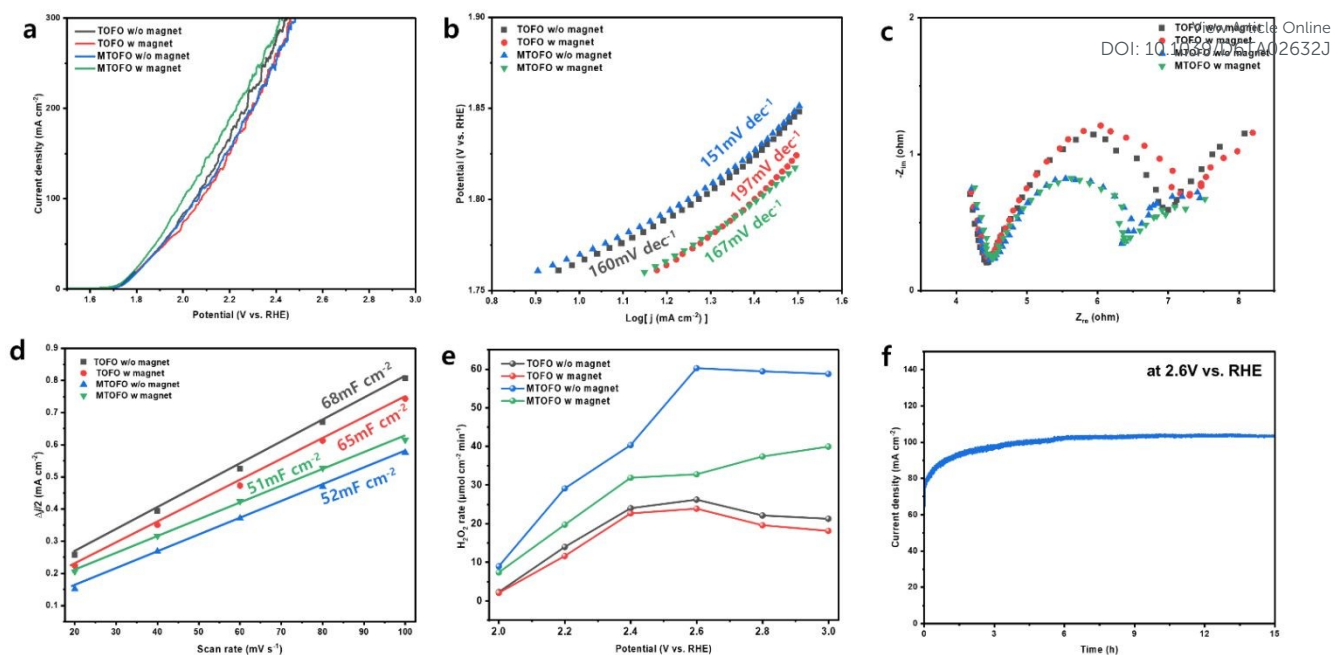 a
TOFO w/o magnet
TOFO w magnet
MTOFO w/o magnet
MTOFO w magnet
300
200
100
0
1.5
1.8
2.1
2.4
2.7
3.0
Current density (mA cm⁻²)
Potential (V vs. RHE)
b
TOFO w/o magnet
TOFO w magnet
MTOFO w/o magnet
MTOFO w magnet
151mV dec⁻¹
197mV dec⁻¹
160mV dec⁻¹
167mV dec⁻¹
1.90
1.85
1.80
1.75
0.8
0.9
1.0
1.1
1.2
1.3
1.4
1.5
1.6
Potential (V vs. RHE)
Log[ j (mA cm⁻²) ]
c
TOFO w/o magnet
TOFO w magnet
MTOFO w/o magnet
MTOFO w magnet
Article Online
2
1
0
4
5
6
7
8
-Zᵢₘ (ohm)
Zᵣₑ (ohm)
d
TOFO w/o magnet
TOFO w magnet
MTOFO w/o magnet
MTOFO w magnet
68mF cm⁻²
65mF cm⁻²
51mF cm⁻²
52mF cm⁻²
0.9
0.8
0.7
0.6
0.5
0.4
0.3
0.2
0.1
20
30
40
50
60
70
80
90
100
Δj/2 (mA cm⁻²)
Scan rate (mV s⁻¹)
e
TOFO w/o magnet
TOFO w magnet
MTOFO w/o magnet
MTOFO w magnet
70
60
50
40
30
20
10
0
2.0
2.2
2.4
2.6
2.8
3.0
H₂O₂ rate (μmol cm⁻² min⁻¹)
Potential (V vs. RHE)
f
at 2.6V vs. RHE
140
120
100
80
60
40
20
0
0
3
6
9
12
15
Current density (mA cm⁻²)
Time (h)